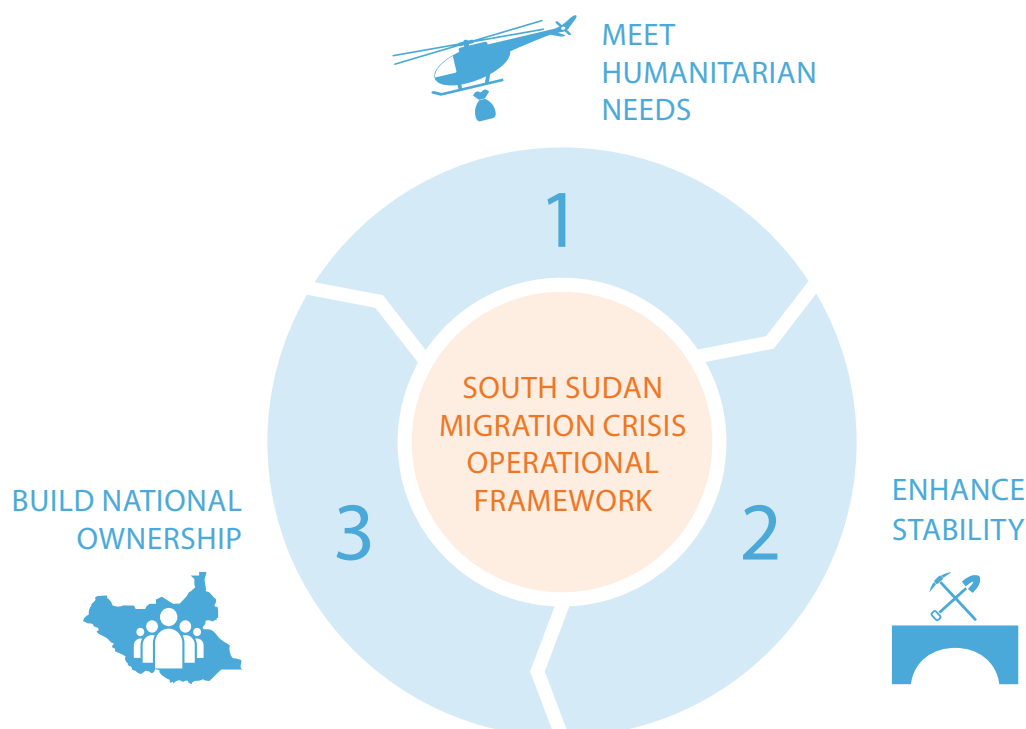 MEET
HUMANITARIAN
NEEDS
1
SOUTH SUDAN
MIGRATION CRISIS
OPERATIONAL
FRAMEWORK
BUILD NATIONAL
OWNERSHIP
3
2
ENHANCE
STABILITY